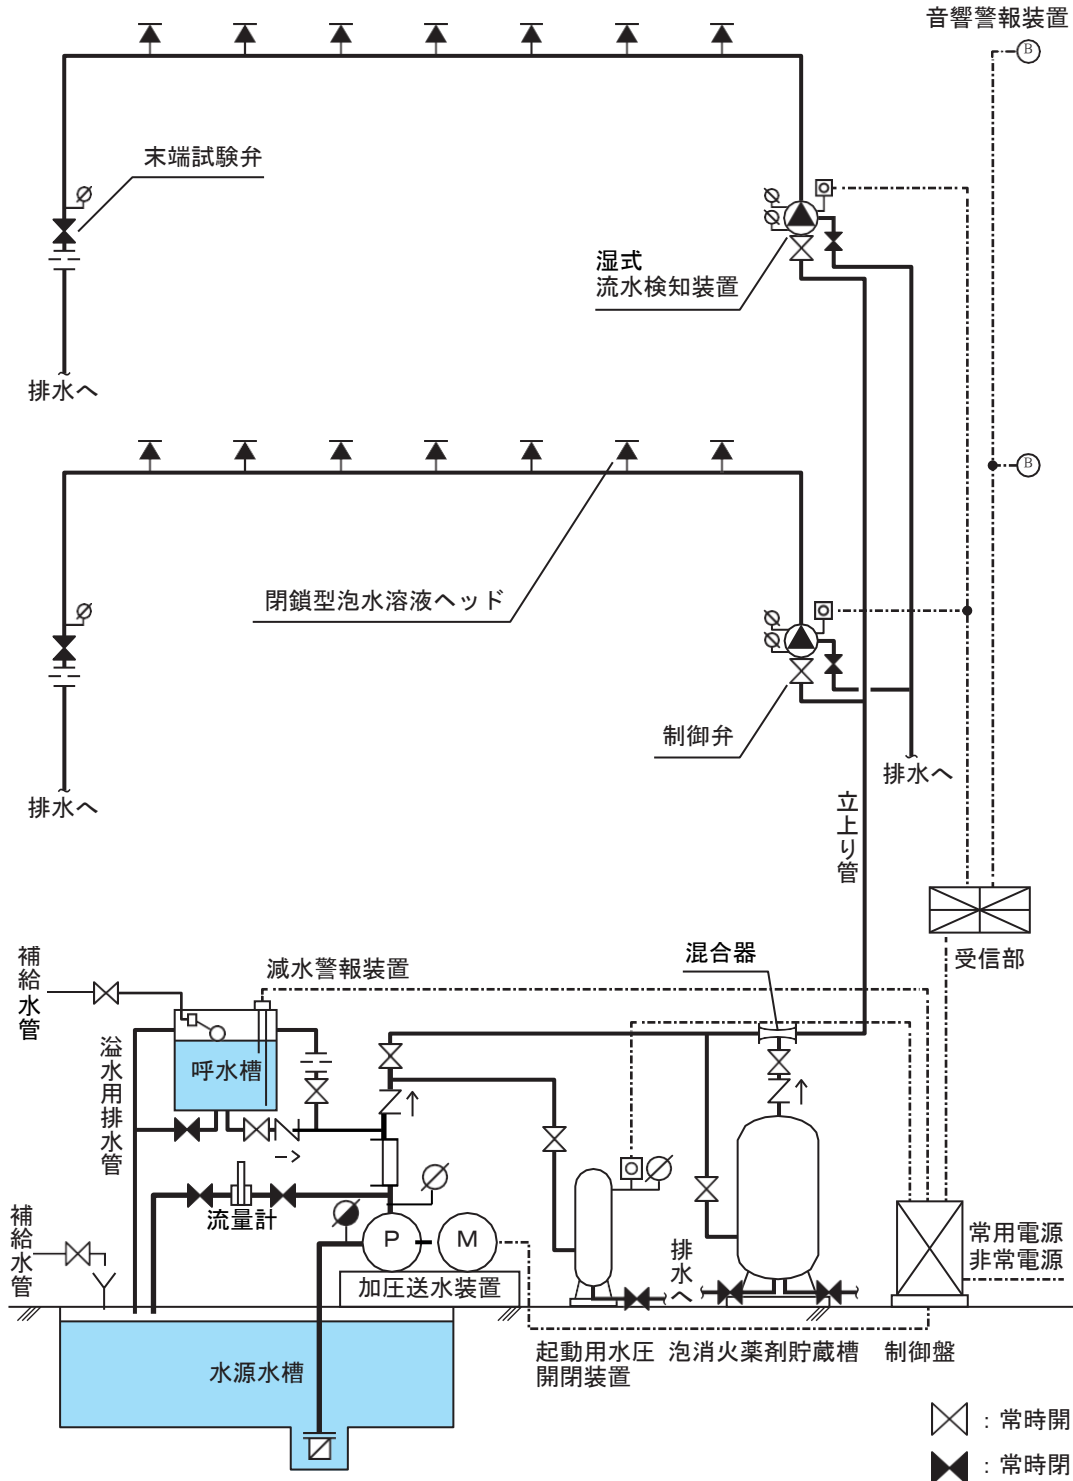 音響警報装置
B
末端試験弁
湿式
流水検知装置
排水へ
B
閉鎖型泡水溶液ヘッド
制御弁
排水へ
排水へ
立上り管
受信部
混合器
減水警報装置
補給水管
呼水槽
溢水用排水管
流量計
補給水管
P
M
加圧送水装置
排水へ
常用電源
非常電源
起動用水圧
開閉装置
泡消火薬剤貯蔵槽
制御盤
水源水槽
：常時開
：常時閉